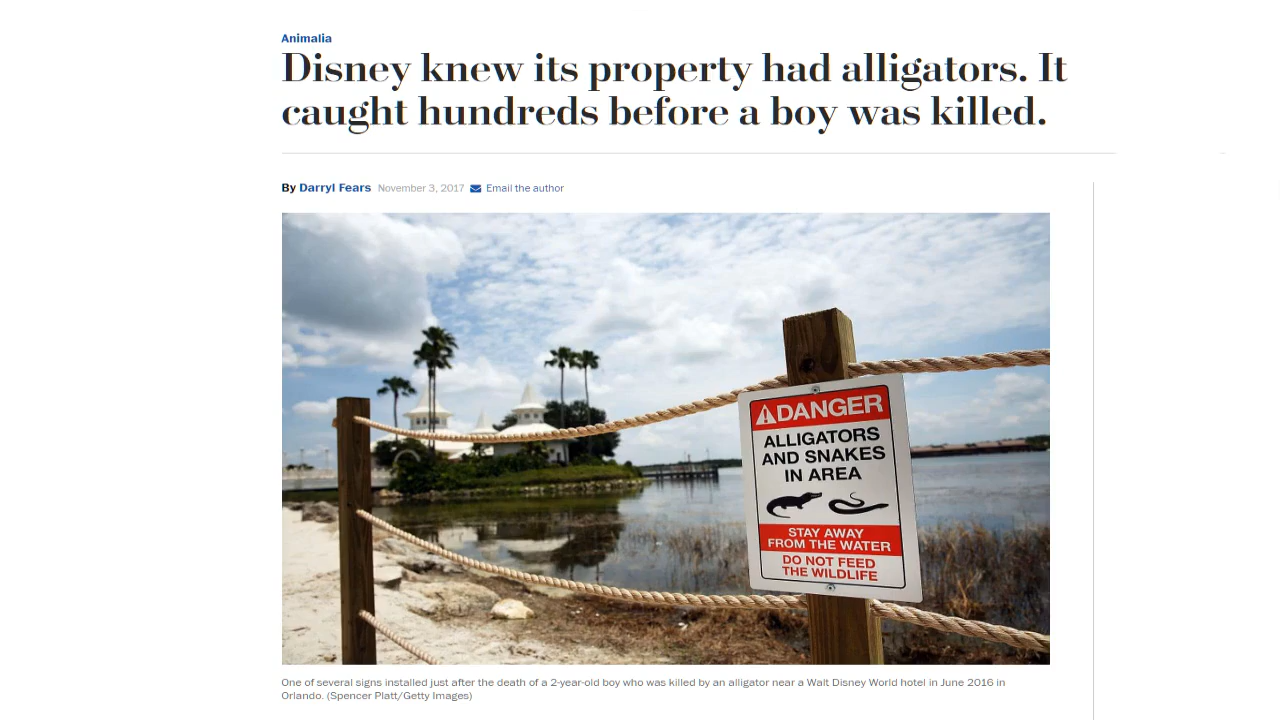 Animalia
Disney knew its property had alligators. It
caught hundreds before a boy was killed.
By Darryl Fears November 3, 2017 Email the author
DANGER
ALLIGATORS
AND SNAKES
IN AREA
STAY AWAY
FROM THE WATER
DO NOT FEED
THE WILDLIFE
One of several signs installed just after the death of a 2-year-old boy who was killed by an alligator near a Walt Disney World hotel in June 2016 in
Orlando. (Spencer Platt/Getty Images)